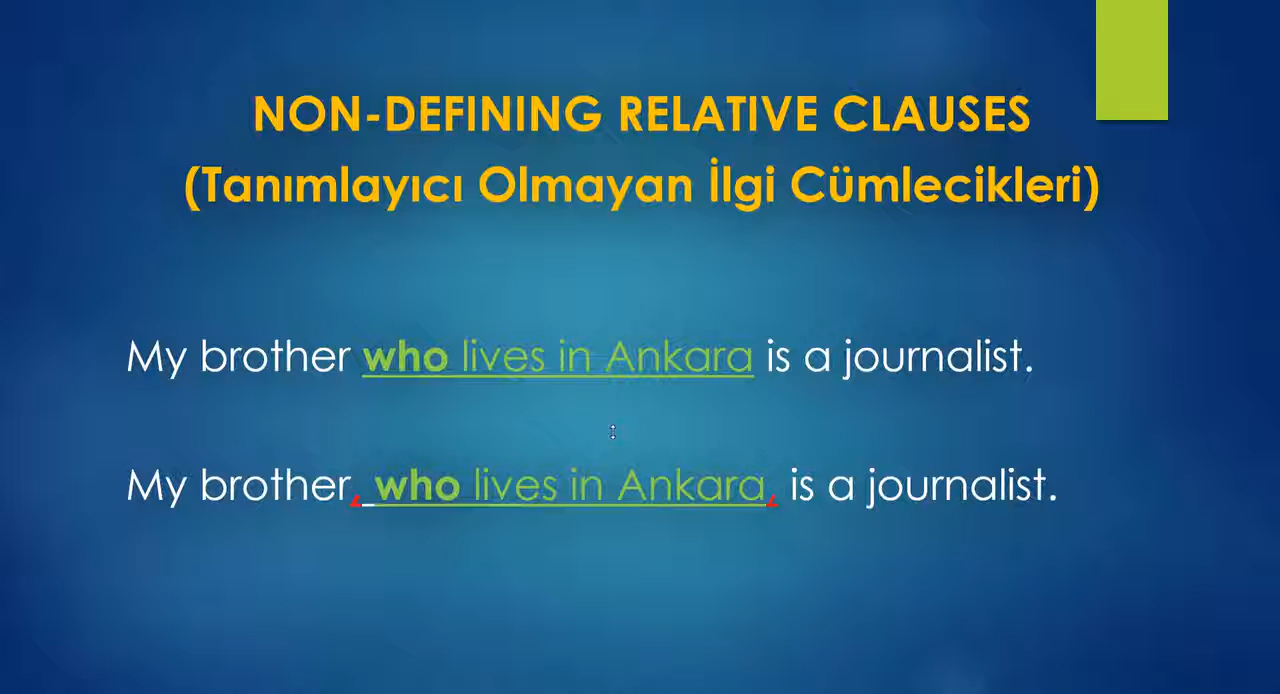 NON-DEFINING RELATIVE CLAUSES
(Tanımlayıcı Olmayan İlgi Cümlecikleri)
My brother who lives in Ankara is a journalist.
My brother, who lives in Ankara, is a journalist.